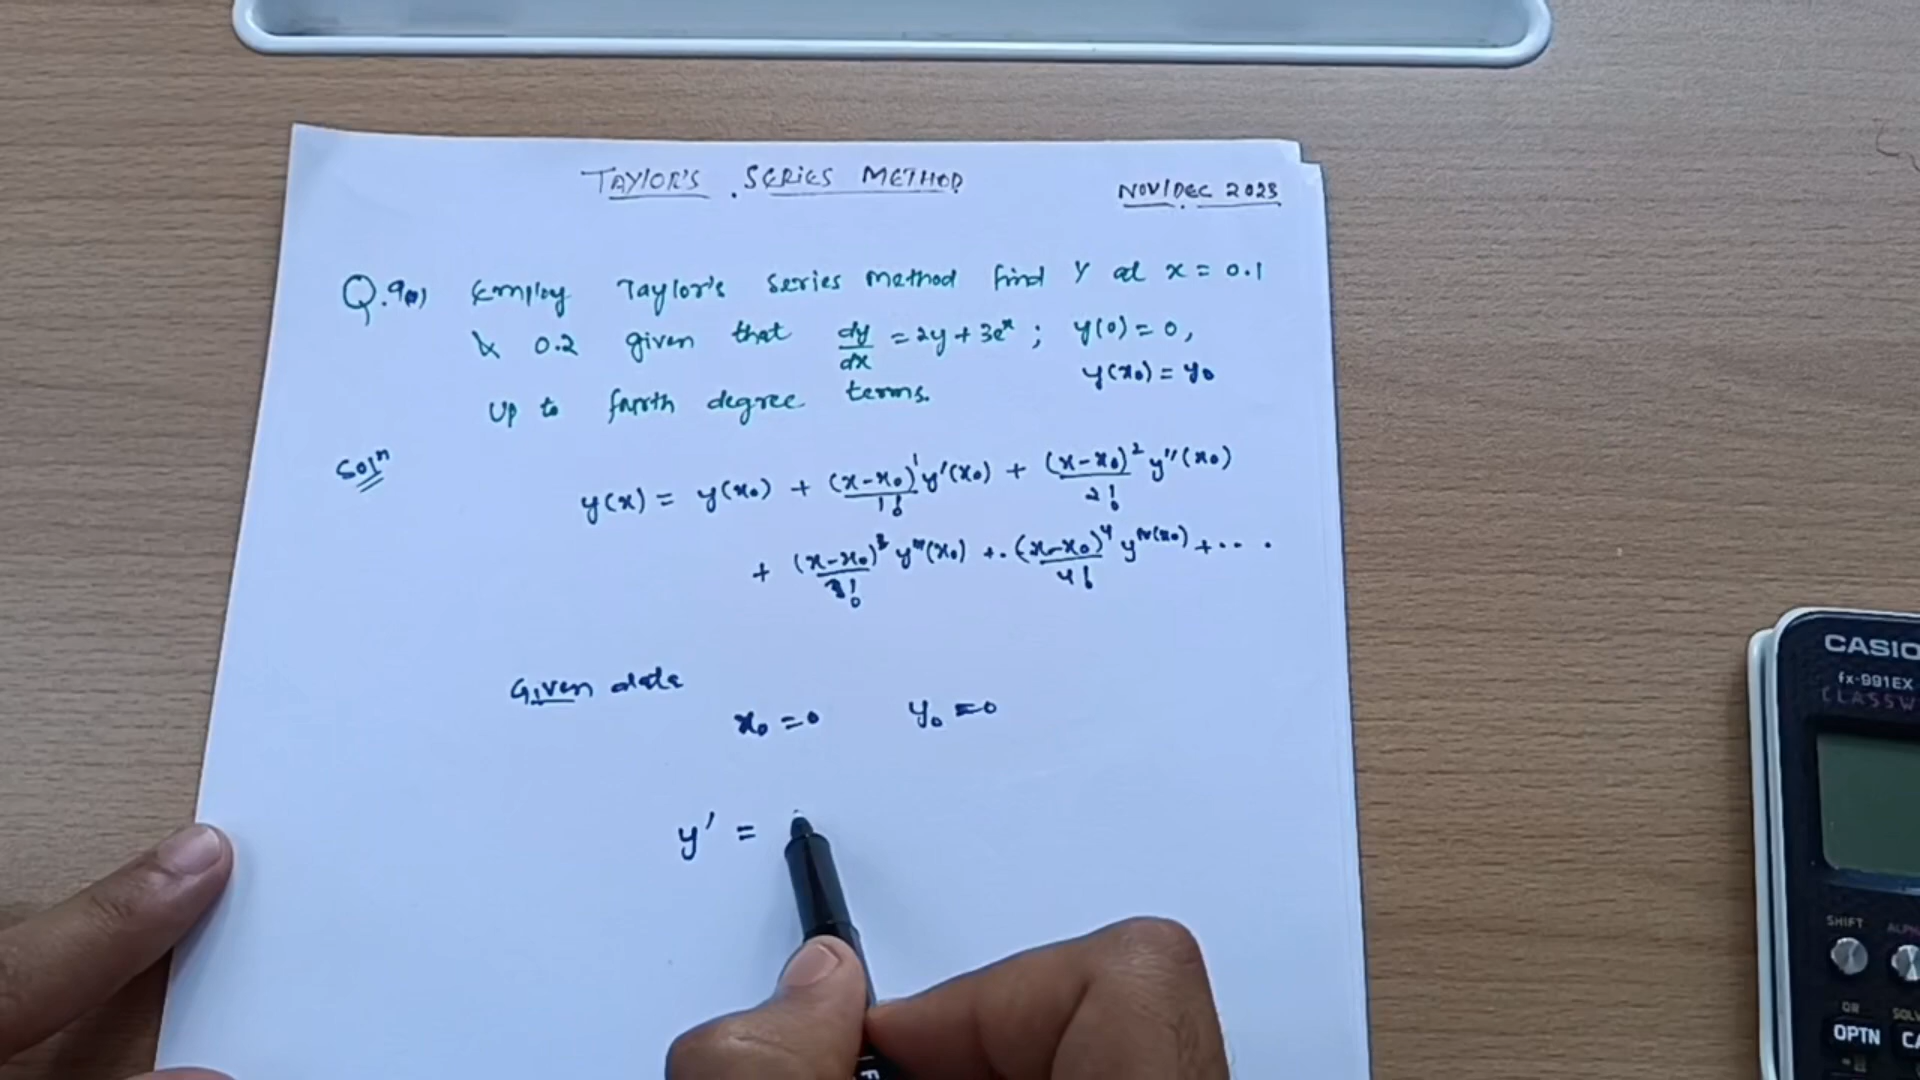 TAYLOR'S SERIES METHOD
NOV/DEC 2023
Q.9(a) Employ Taylor's series method find y at x = 0.1
& 0.2 given that dy/dx = 2y + 3eˣ ; y(0) = 0,
y(x₀) = y₀
up to fourth degree terms.
Solⁿ
y(x) = y(x₀) + (x-x₀)¹/1! y'(x₀) + (x-x₀)²/2! y''(x₀)
+ (x-x₀)³/3! y'''(x₀) + (x-x₀)⁴/4! y^iv(x₀) + ....
Given data
x₀ = 0 y₀ = 0
y' =
CASIO
fx-991EX
CLASSW
SHIFT ALPH
OPTN CA